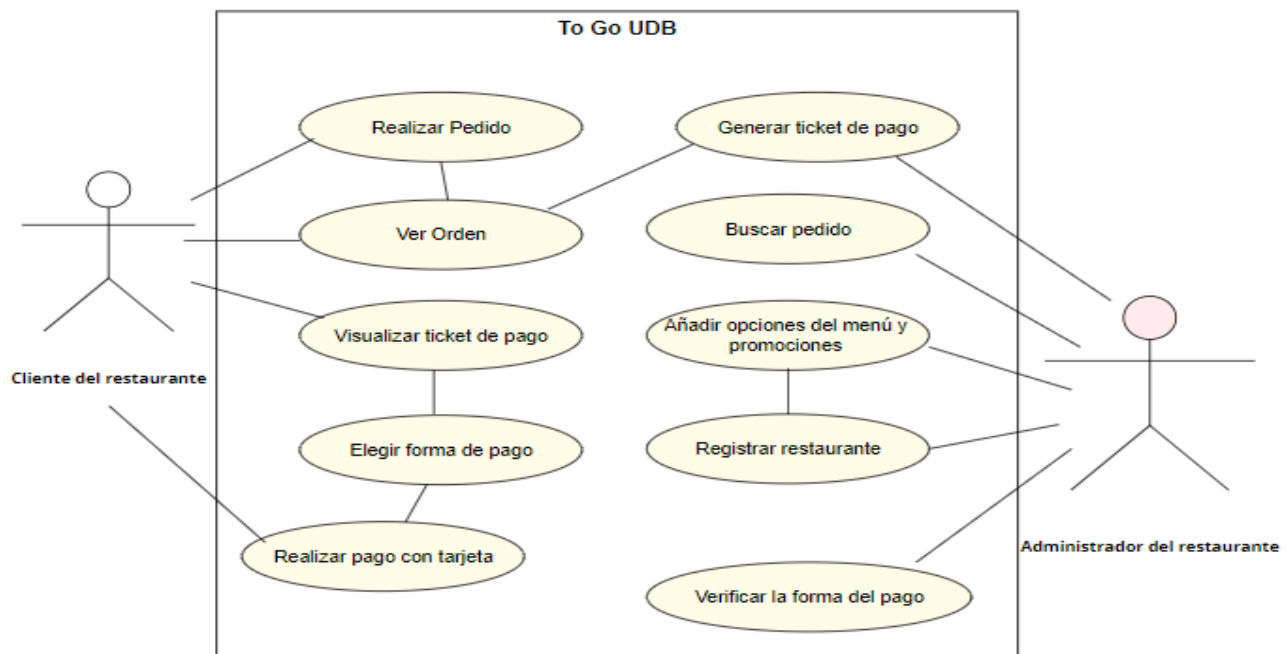 To Go UDB
Realizar Pedido
Generar ticket de pago
Ver Orden
Buscar pedido
Visualizar ticket de pago
Añadir opciones del menú y
promociones
Cliente del restaurante
Elegir forma de pago
Registrar restaurante
Realizar pago con tarjeta
Administrador del restaurante
Verificar la forma del pago